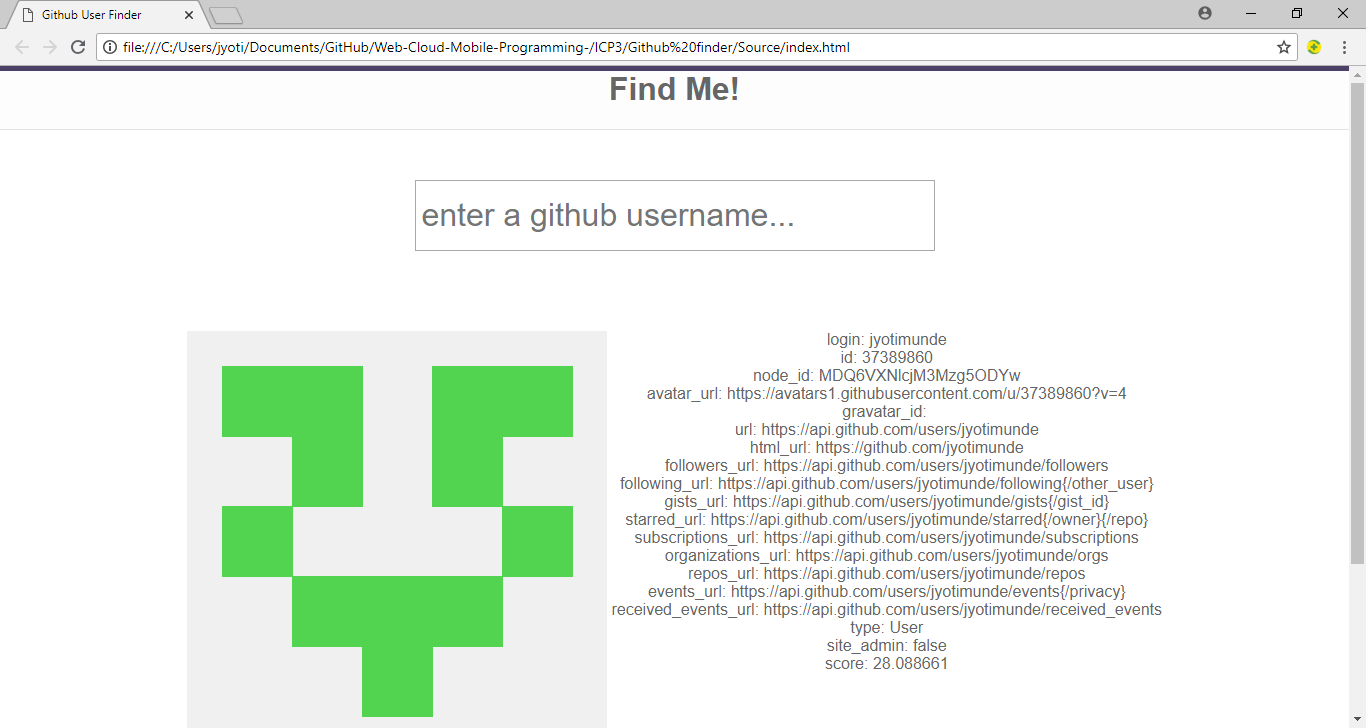 Github User Finder
file:///C:/Users/jyoti/Documents/GitHub/Web-Cloud-Mobile-Programming-/ICP3/Github%20finder/Source/index.html
Find Me!
enter a github username...
login: jyotimunde
id: 37389860
node_id: MDQ6VXNlcjM3Mzg5ODYw
avatar_url: https://avatars1.githubusercontent.com/u/37389860?v=4
gravatar_id:
url: https://api.github.com/users/jyotimunde
html_url: https://github.com/jyotimunde
followers_url: https://api.github.com/users/jyotimunde/followers
following_url: https://api.github.com/users/jyotimunde/following{/other_user}
gists_url: https://api.github.com/users/jyotimunde/gists{/gist_id}
starred_url: https://api.github.com/users/jyotimunde/starred{/owner}{/repo}
subscriptions_url: https://api.github.com/users/jyotimunde/subscriptions
organizations_url: https://api.github.com/users/jyotimunde/orgs
repos_url: https://api.github.com/users/jyotimunde/repos
events_url: https://api.github.com/users/jyotimunde/events{/privacy}
received_events_url: https://api.github.com/users/jyotimunde/received_events
type: User
site_admin: false
score: 28.088661